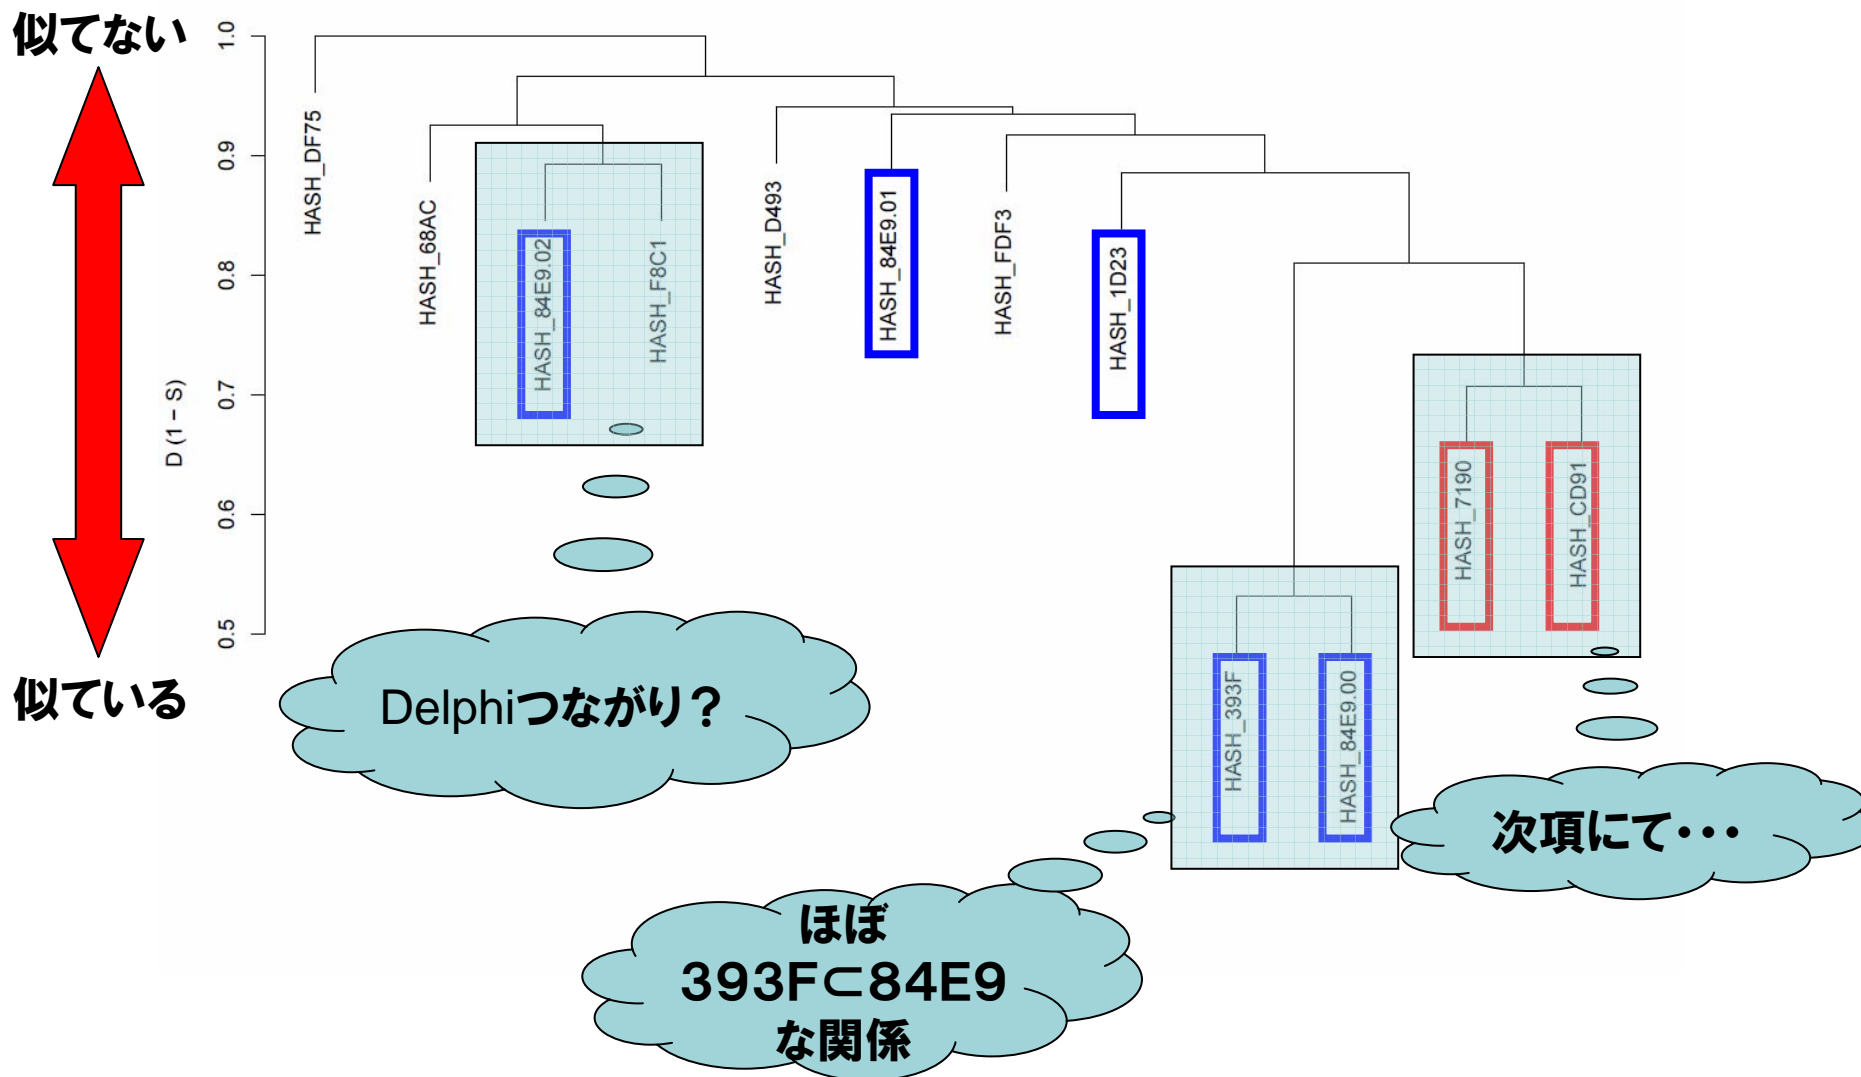 似てない
似ている
D (1 − S)
1.0
0.9
0.8
0.7
0.6
0.5
HASH_DF75
HASH_68AC
HASH_84E9.02
HASH_F8C1
HASH_D493
HASH_84E9.01
HASH_FDF3
HASH_1D23
HASH_393F
HASH_84E9.00
HASH_7190
HASH_CD91
Delphiつながり？
次項にて・・・
ほぼ
393F⊂84E9
な関係